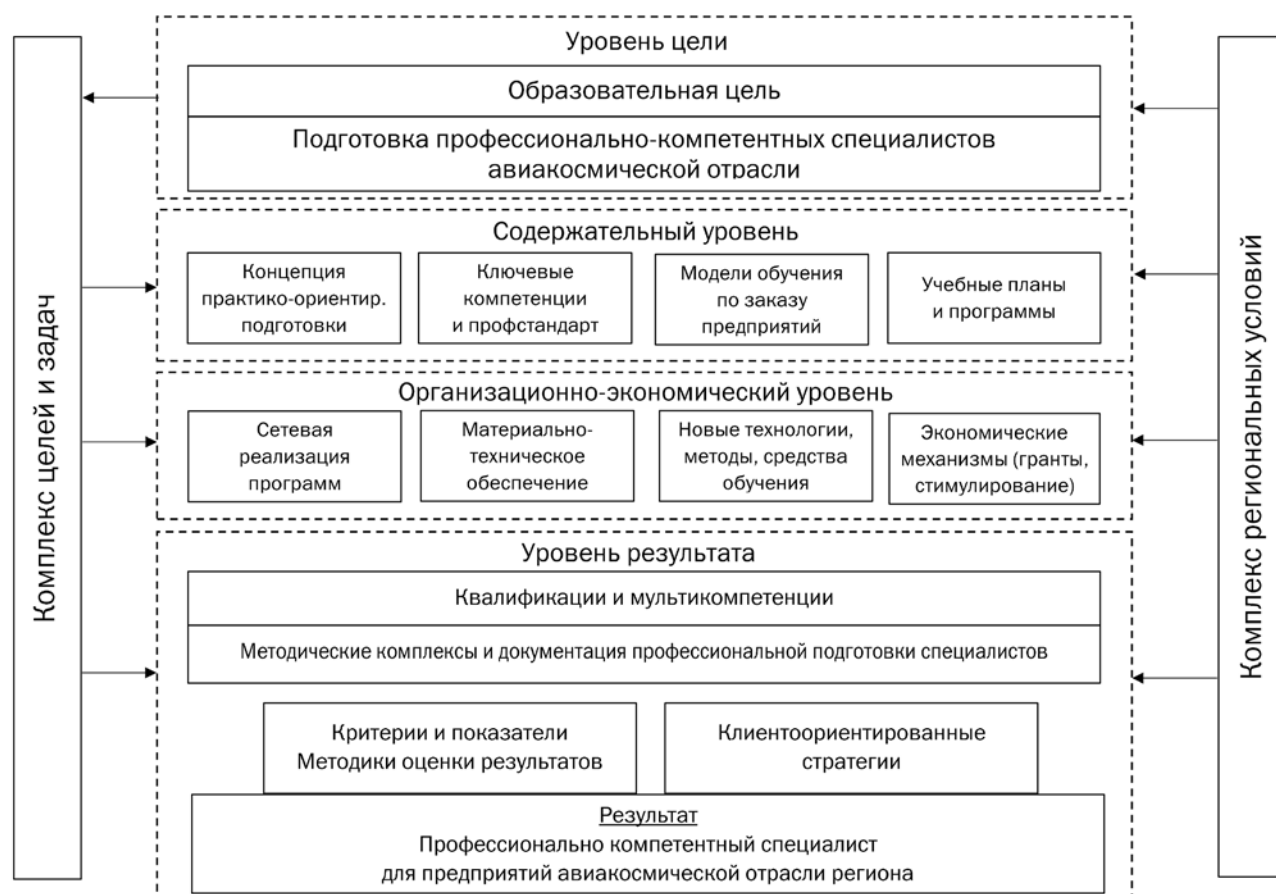 Комплекс целей и задач
Уровень цели
Образовательная цель
Подготовка профессионально-компетентных специалистов
авиакосмической отрасли
Содержательный уровень
Концепция
практико-ориентир.
подготовки
Ключевые
компетенции
и профстандарт
Модели обучения
по заказу
предприятий
Учебные планы
и программы
Организационно-экономический уровень
Сетевая
реализация
программ
Материально-
техническое
обеспечение
Новые технологии,
методы, средства
обучения
Экономические
механизмы (гранты,
стимулирование)
Уровень результата
Квалификации и мультикомпетенции
Методические комплексы и документация профессиональной подготовки специалистов
Критерии и показатели
Методики оценки результатов
Клиентоориентированные
стратегии
Результат
Профессионально компетентный специалист
для предприятий авиакосмической отрасли региона
Комплекс региональных условий